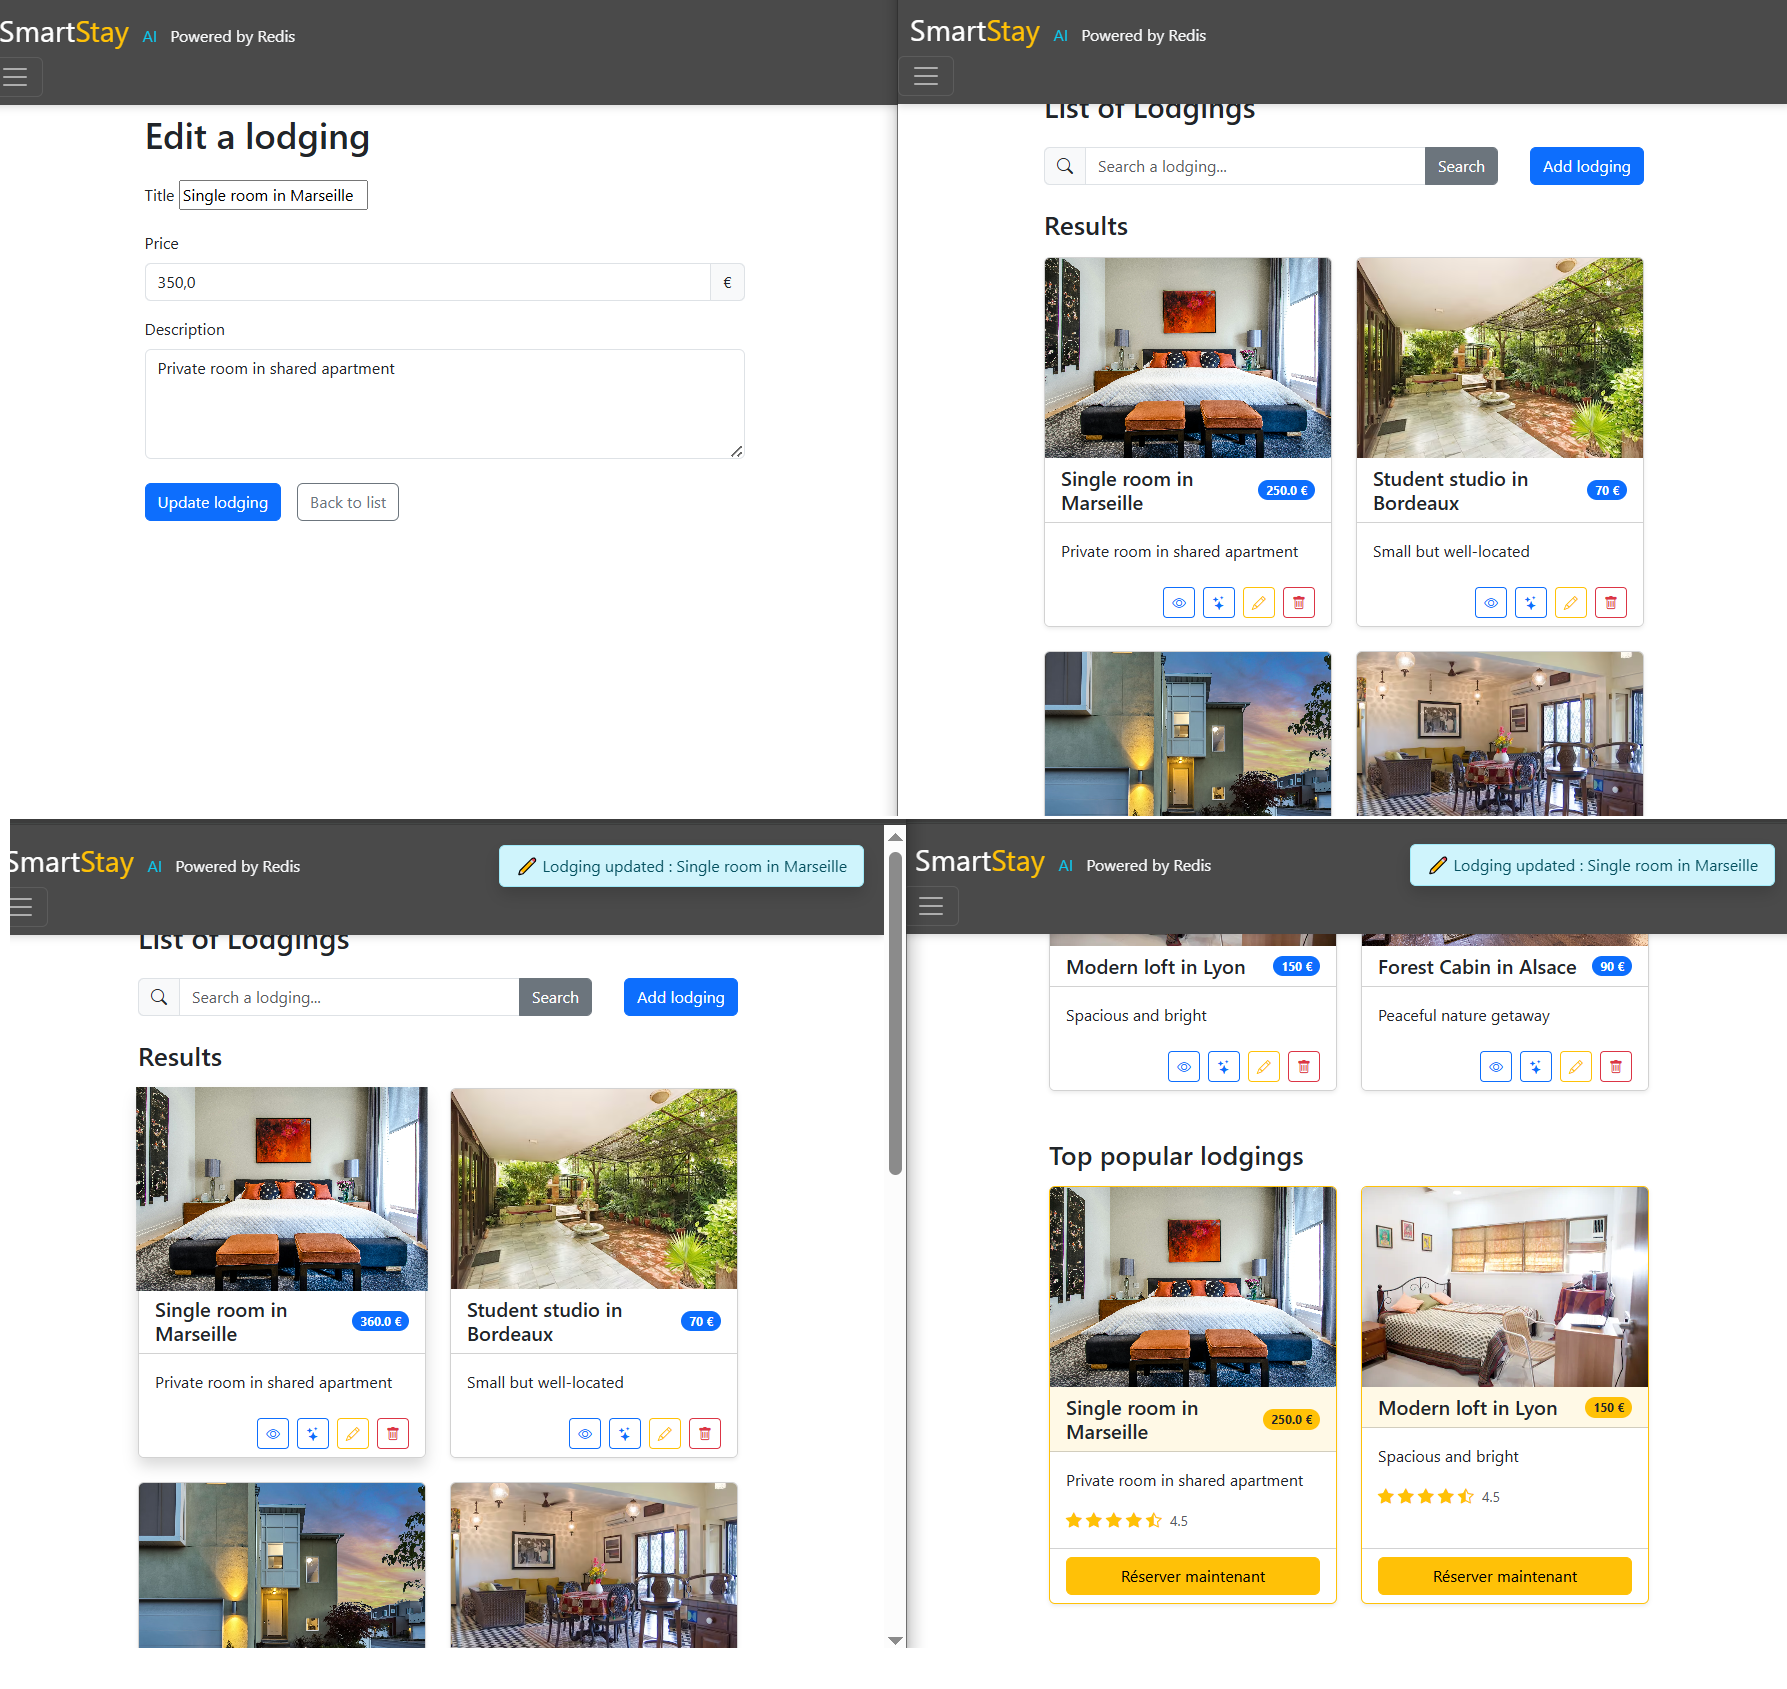 SmartStay AI Powered by Redis
Edit a lodging
Title Single room in Marseille
Price
350,0 €
Description
Private room in shared apartment
Update lodging Back to list
SmartStay AI Powered by Redis
List of Lodgings
Search a lodging... Search Add lodging
Results
Single room in
Marseille
250.0 €
Student studio in
Bordeaux
70 €
Private room in shared apartment
Small but well-located
SmartStay AI Powered by Redis
Lodging updated : Single room in Marseille
List of Lodgings
Search a lodging... Search Add lodging
Results
Single room in
Marseille
360.0 €
Student studio in
Bordeaux
70 €
Private room in shared apartment
Small but well-located
SmartStay AI Powered by Redis
Lodging updated : Single room in Marseille
Modern loft in Lyon 150 €
Forest Cabin in Alsace 90 €
Spacious and bright
Peaceful nature getaway
Top popular lodgings
Single room in
Marseille
250.0 €
Modern loft in Lyon 150 €
Private room in shared apartment
4.5
Spacious and bright
4.5
Réserver maintenant
Réserver maintenant